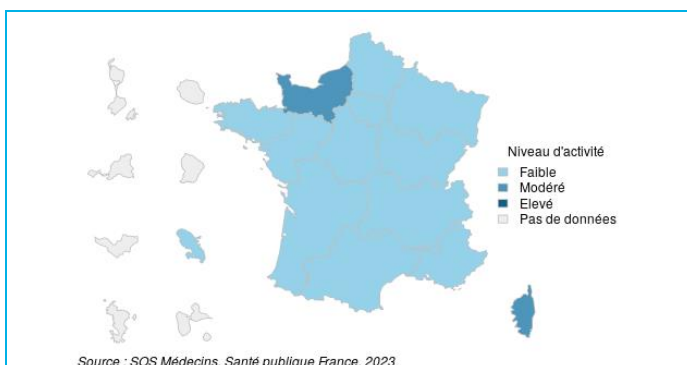 Niveau d'activité
Faible
Modéré
Elevé
Pas de données
Source : SOS Médecins, Santé publique France, 2023.